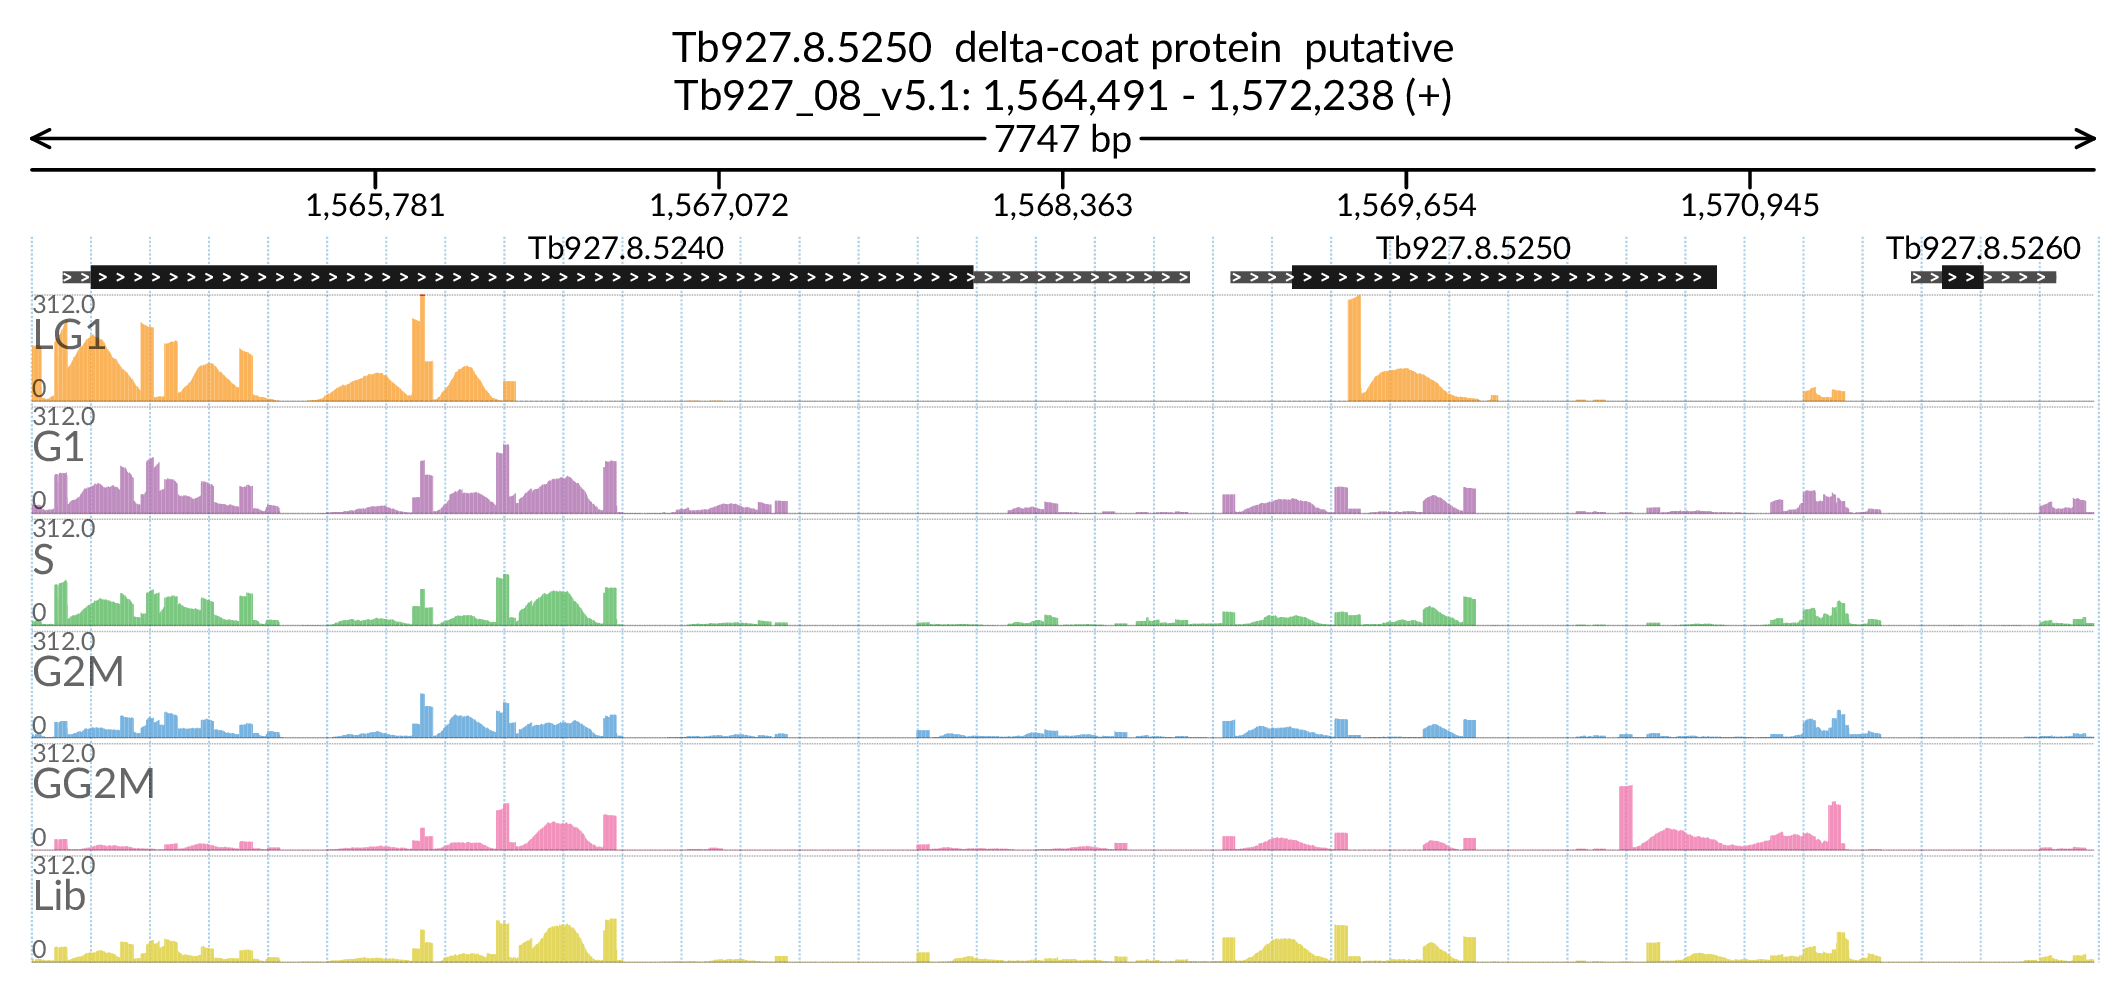 Tb927.8.5250  delta-coat protein  putative
Tb927_08_v5.1: 1,564,491 - 1,572,238 (+)
7747 bp
1,565,781 1,567,072 1,568,363 1,569,654 1,570,945
Tb927.8.5240 Tb927.8.5250 Tb927.8.5260
312.0
LG1
0
312.0
G1
0
312.0
S
0
312.0
G2M
0
312.0
GG2M
0
312.0
Lib
0